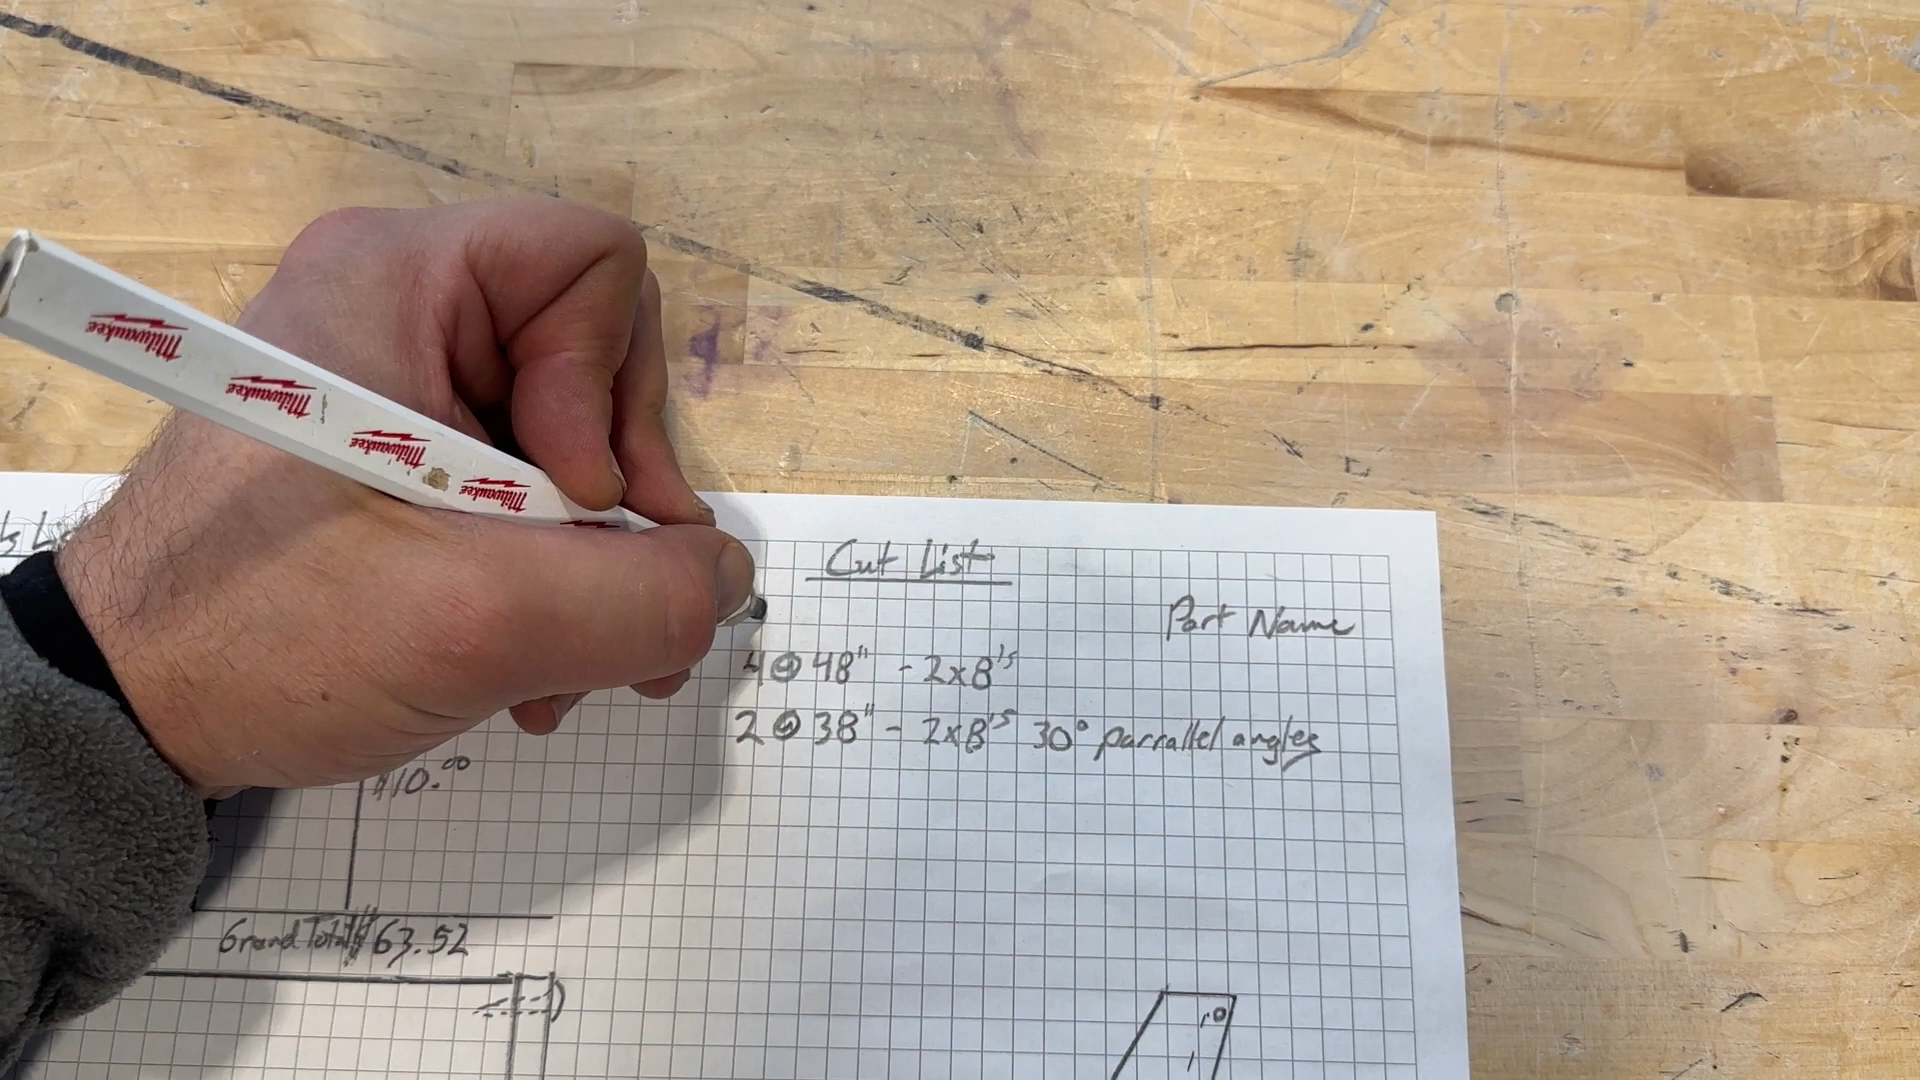 Milwaukee
Milwaukee
Milwaukee
Milwaukee
Cut List
Part Name
4 @ 48" - 2x8's
2 @ 38" - 2x8's 30° parrallel angles
$10.00
Grand Total $63.52